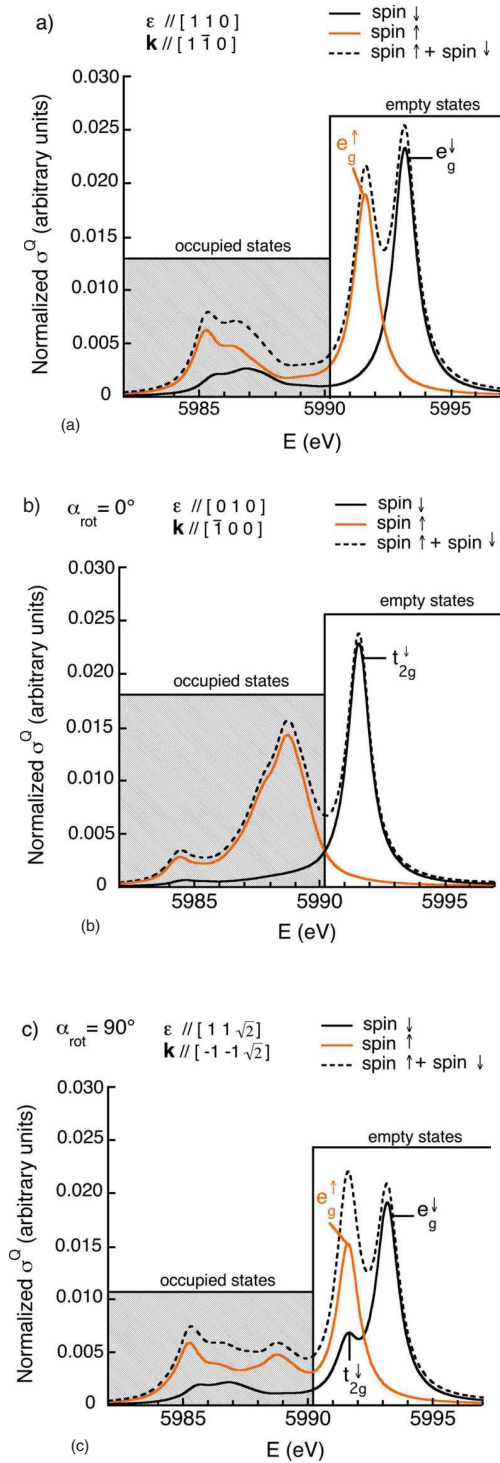 a)
ε // [ 1 1 0 ]
k // [ 1 1̅ 0 ]
spin ↓
spin ↑
spin ↑ + spin ↓
0.030
0.025
0.020
0.015
0.010
0.005
0
Normalized σ^Q (arbitrary units)
empty states
occupied states
e_g^↑
e_g^↓
5985
5990
5995
E (eV)
(a)
b)
α_rot = 0°
ε // [ 0 1 0 ]
k // [ 1̅ 0 0 ]
spin ↓
spin ↑
spin ↑ + spin ↓
0.030
0.025
0.020
0.015
0.010
0.005
0
Normalized σ^Q (arbitrary units)
empty states
occupied states
t_2g^↓
5985
5990
5995
E (eV)
(b)
c)
α_rot = 90°
ε // [ 1 1 √2 ]
k // [ -1 -1 √2 ]
spin ↓
spin ↑
spin ↑ + spin ↓
0.030
0.025
0.020
0.015
0.010
0.005
0.000
Normalized σ^Q (arbitrary units)
empty states
occupied states
e_g^↑
e_g^↓
t_2g^↓
5985
5990
5995
E (eV)
(c)